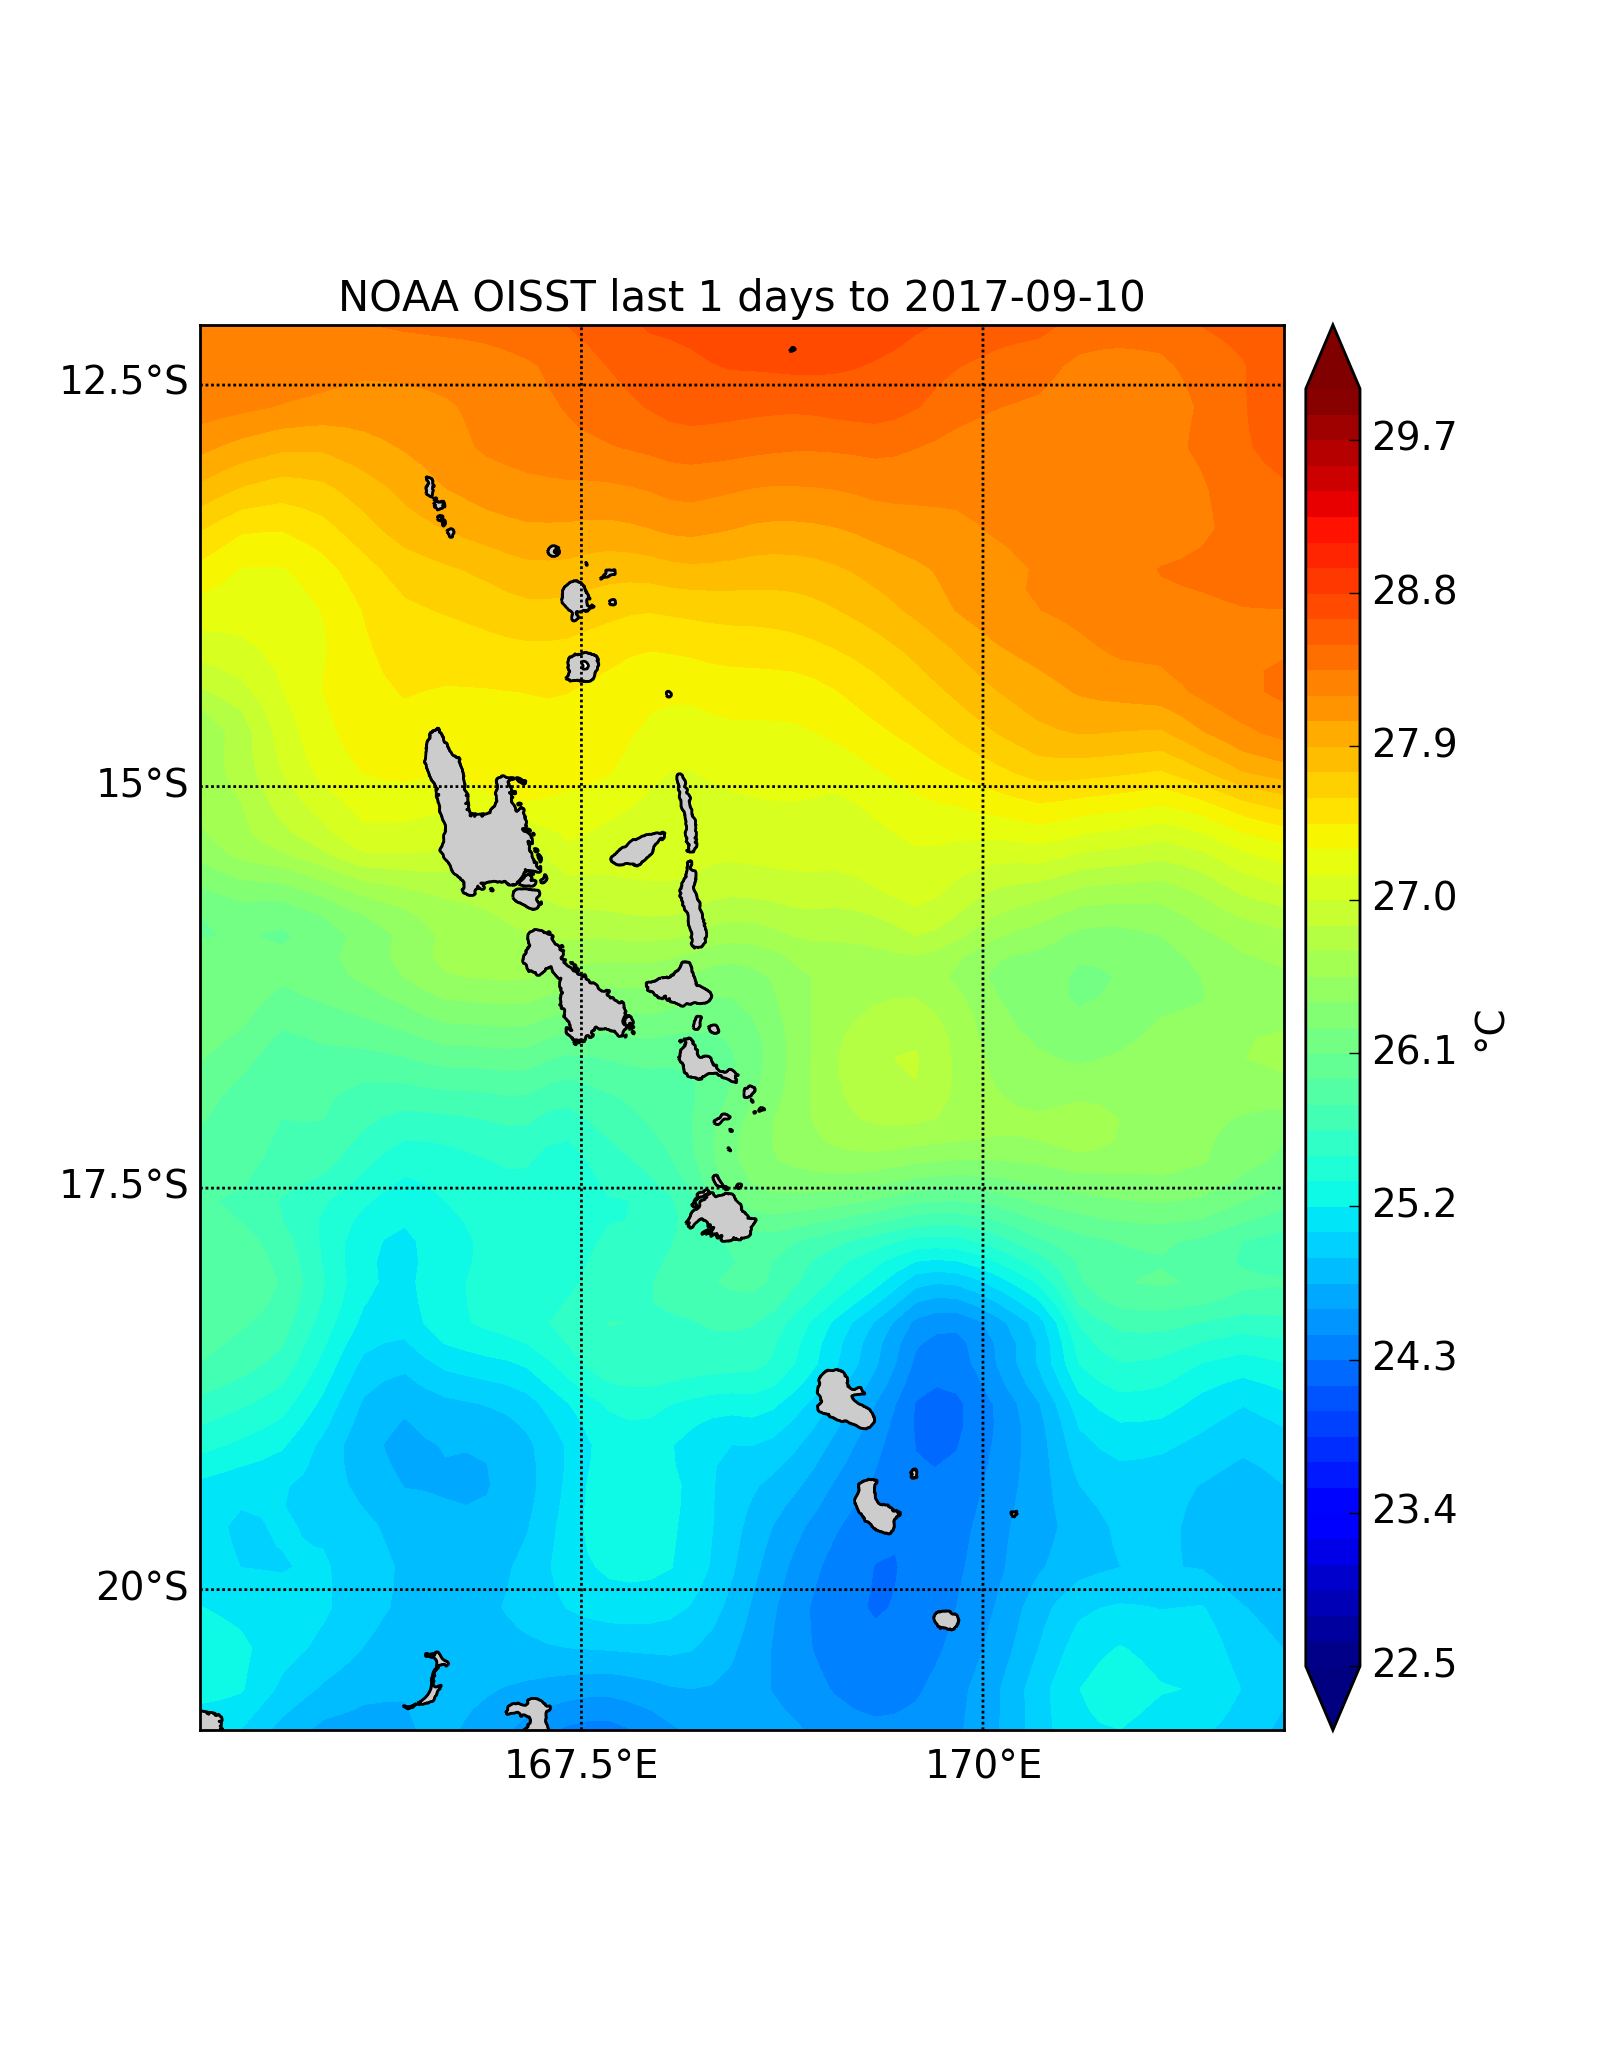 NOAA OISST last 1 days to 2017-09-10
12.5°S
15°S
17.5°S
20°S
167.5°E
170°E
29.7
28.8
27.9
27.0
26.1
25.2
24.3
23.4
22.5
°C